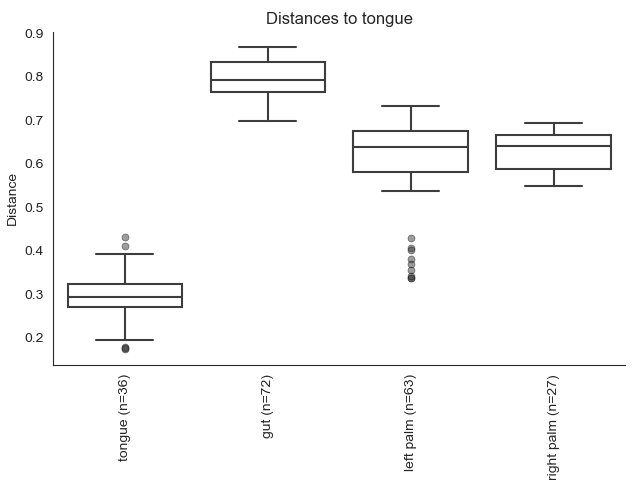 Distances to tongue
Distance
0.9
0.8
0.7
0.6
0.5
0.4
0.3
0.2
tongue (n=36)
gut (n=72)
left palm (n=63)
right palm (n=27)